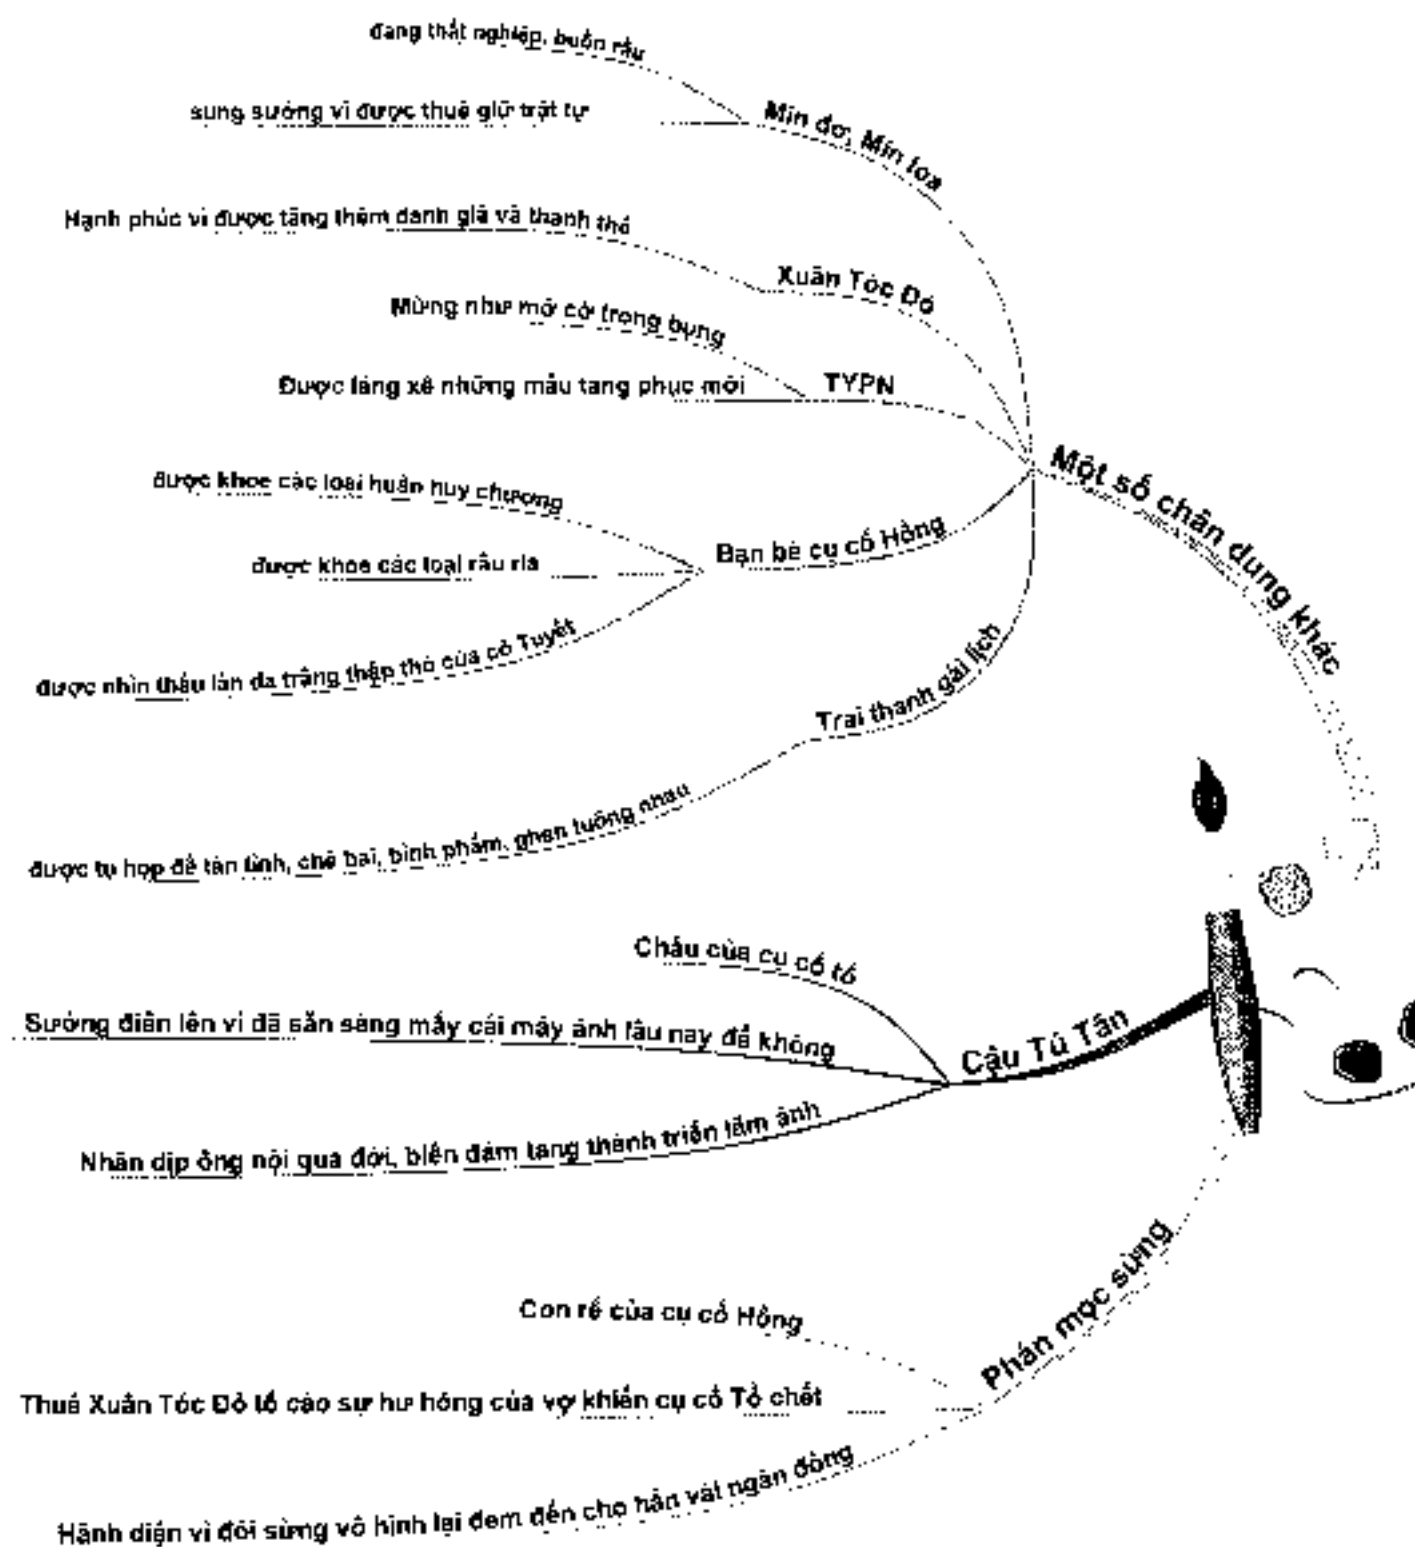 đang thất nghiệp, buồn rầu
sung sướng vì được thuê giữ trật tự
Min đơ, Min toa
Hạnh phúc vì được tăng thêm danh giá và thanh thế
Xuân Tóc Đỏ
Mừng như mở cờ trong bụng
Được lăng xê những mẫu tang phục mới
TYPN
Một số chân dung khác
được khoe các loại huân huy chương
được khoe các loại râu ria
Bạn bè cụ cố Hồng
được nhìn thấu làn da trắng thập thò của cô Tuyết
Trai thanh gái lịch
được tụ họp để tán tỉnh, chê bai, bình phẩm, ghen tuông nhau
Cháu của cụ cố tổ
Sướng điên lên vì đã sẵn sàng mấy cái máy ảnh lâu nay để không
Cậu Tú Tân
Nhân dịp ông nội quá đời, biến đám tang thành triển lãm ảnh
Phán mọc sừng
Con rể của cụ cố Hồng
Thuê Xuân Tóc Đỏ tố cáo sự hư hỏng của vợ khiến cụ cố Tổ chết
Hãnh diện vì đôi sừng vô hình lại đem đến cho hắn vài ngàn đồng